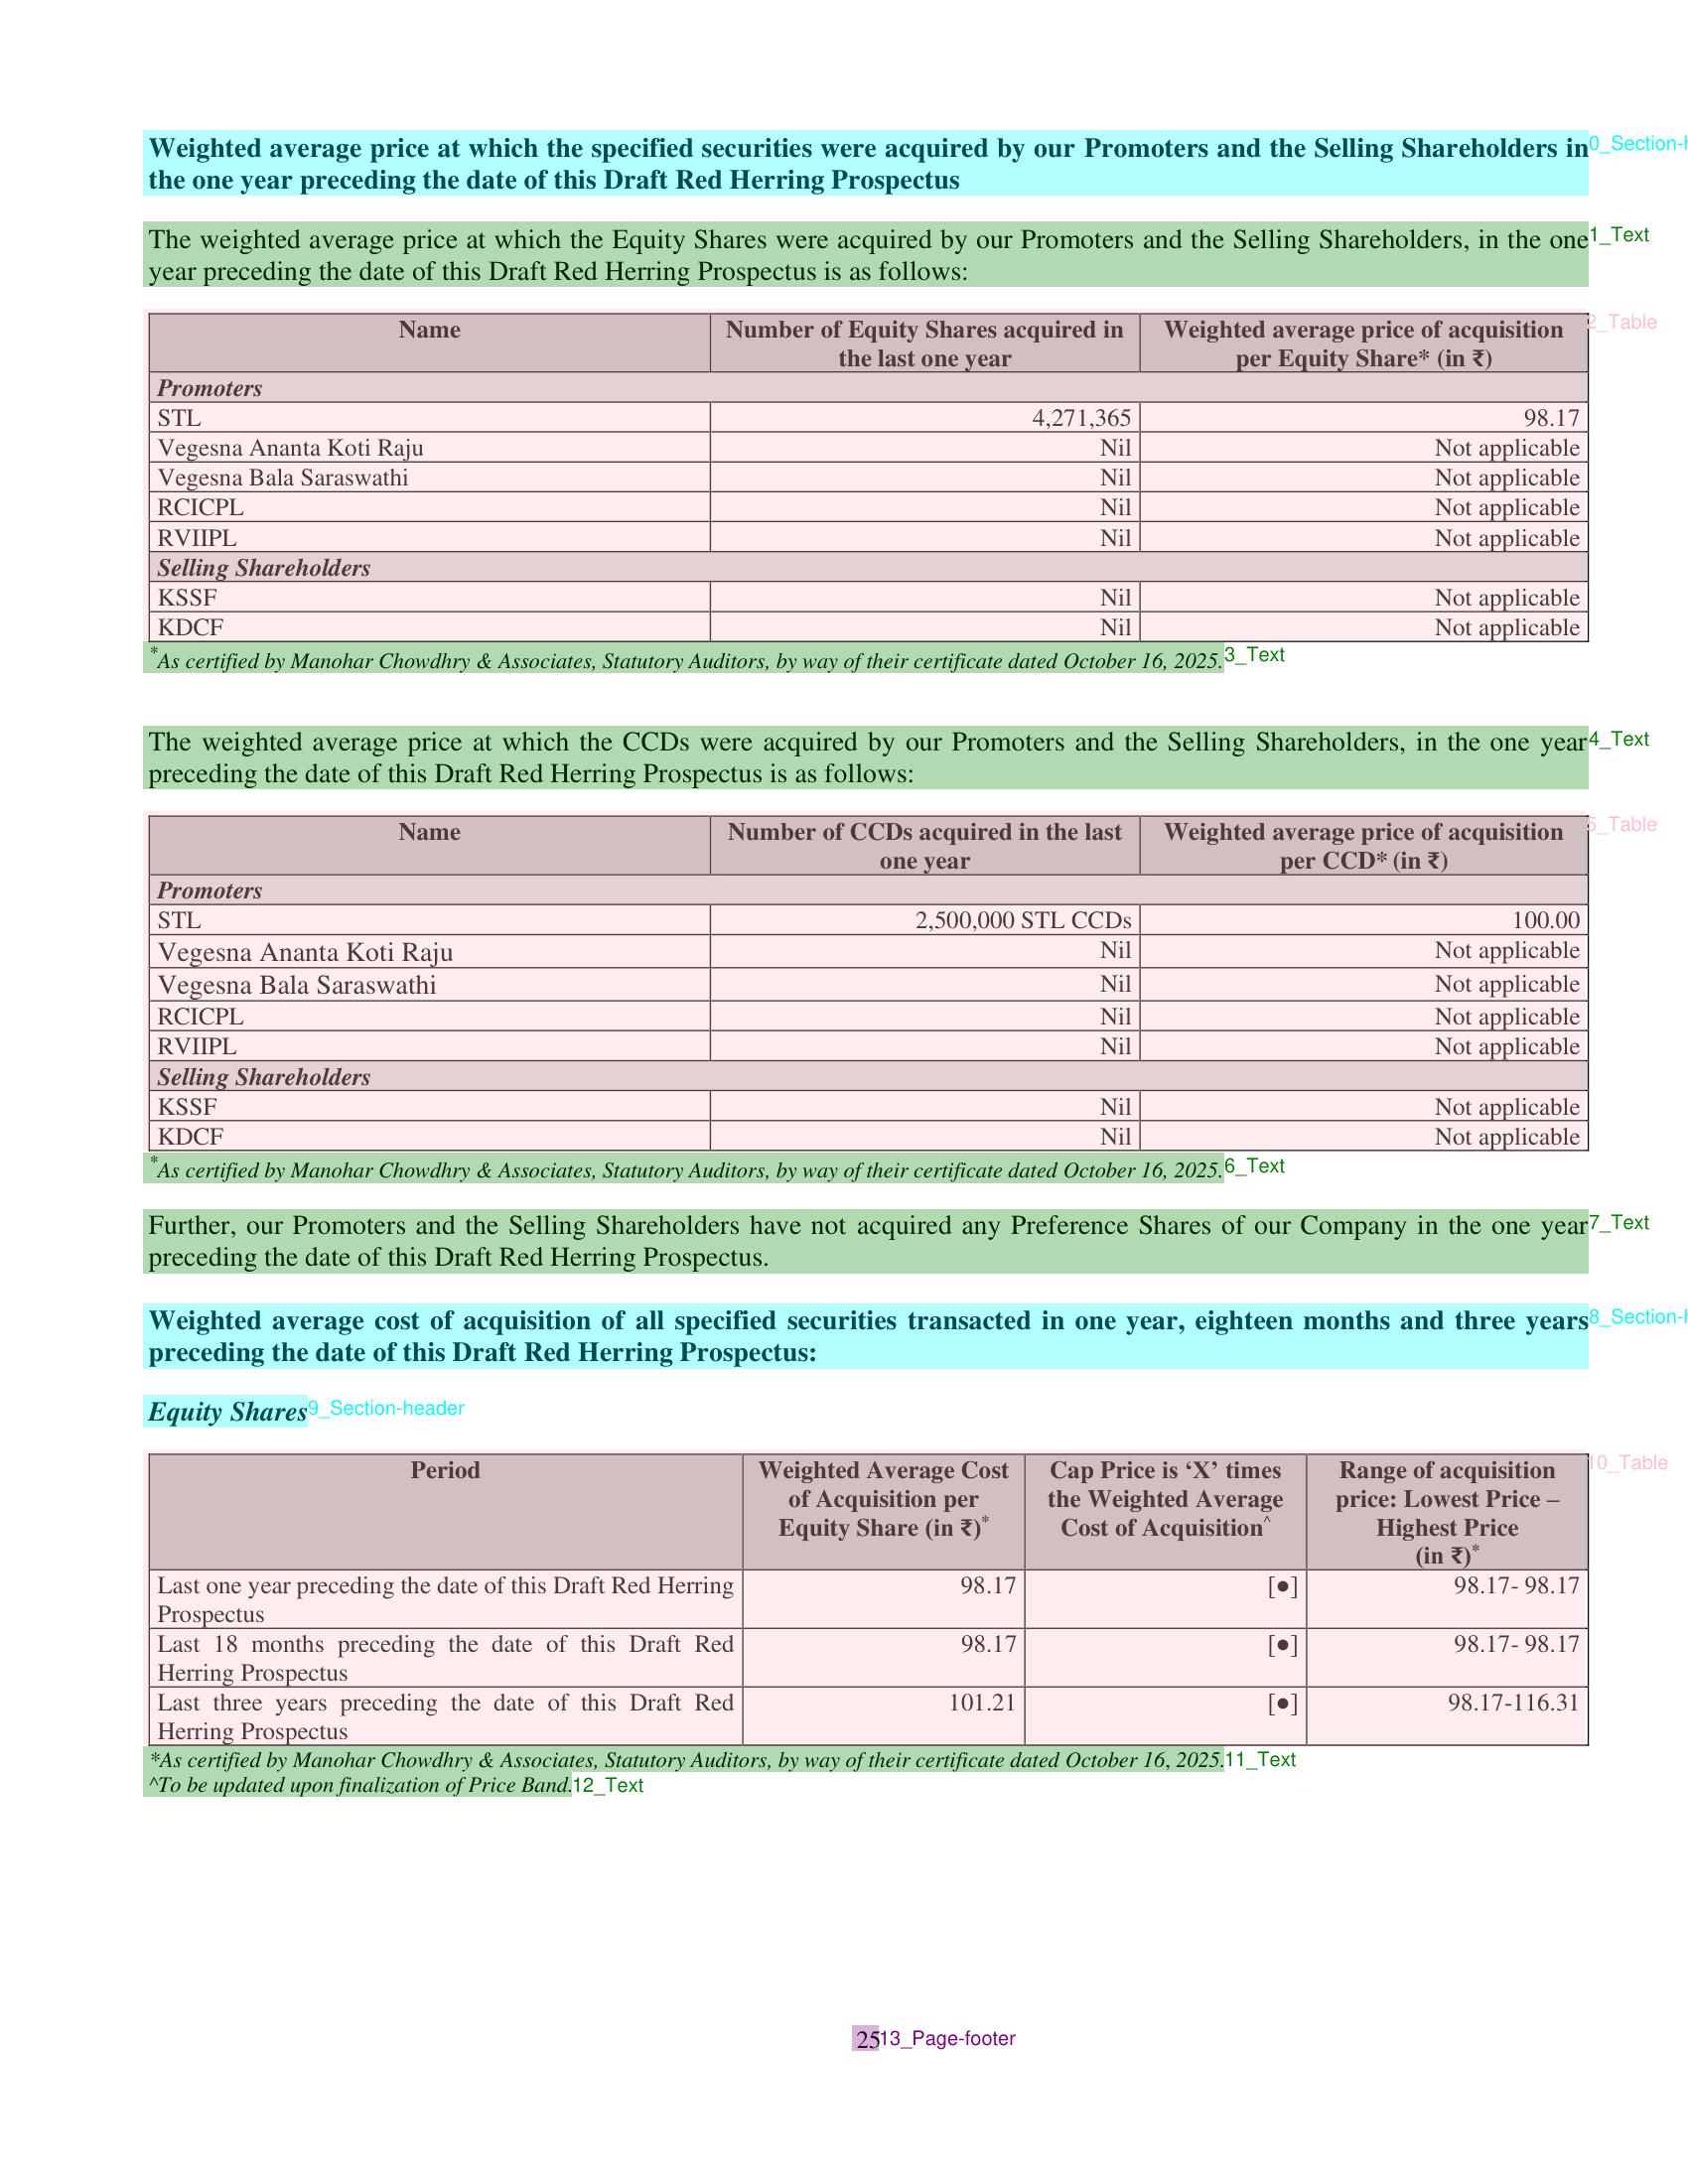 Weighted average price at which the specified securities were acquired by our Promoters and the Selling Shareholders in
0_Section-h
the one year preceding the date of this Draft Red Herring Prospectus
The weighted average price at which the Equity Shares were acquired by our Promoters and the Selling Shareholders, in the one
1_Text
year preceding the date of this Draft Red Herring Prospectus is as follows:
2_Table
Name | Number of Equity Shares acquired in the last one year | Weighted average price of acquisition per Equity Share* (in ₹)
Promoters
STL 4,271,365 98.17
Vegesna Ananta Koti Raju Nil Not applicable
Vegesna Bala Saraswathi Nil Not applicable
RCICPL Nil Not applicable
RVIIPL Nil Not applicable
Selling Shareholders
KSSF Nil Not applicable
KDCF Nil Not applicable
*As certified by Manohar Chowdhry & Associates, Statutory Auditors, by way of their certificate dated October 16, 2025.
3_Text
The weighted average price at which the CCDs were acquired by our Promoters and the Selling Shareholders, in the one year
4_Text
preceding the date of this Draft Red Herring Prospectus is as follows:
5_Table
Name | Number of CCDs acquired in the last one year | Weighted average price of acquisition per CCD* (in ₹)
Promoters
STL 2,500,000 STL CCDs 100.00
Vegesna Ananta Koti Raju Nil Not applicable
Vegesna Bala Saraswathi Nil Not applicable
RCICPL Nil Not applicable
RVIIPL Nil Not applicable
Selling Shareholders
KSSF Nil Not applicable
KDCF Nil Not applicable
*As certified by Manohar Chowdhry & Associates, Statutory Auditors, by way of their certificate dated October 16, 2025.
6_Text
Further, our Promoters and the Selling Shareholders have not acquired any Preference Shares of our Company in the one year
7_Text
preceding the date of this Draft Red Herring Prospectus.
Weighted average cost of acquisition of all specified securities transacted in one year, eighteen months and three years
8_Section-h
preceding the date of this Draft Red Herring Prospectus:
Equity Shares
9_Section-header
10_Table
Period | Weighted Average Cost of Acquisition per Equity Share (in ₹)* | Cap Price is ‘X’ times the Weighted Average Cost of Acquisition^ | Range of acquisition price: Lowest Price – Highest Price (in ₹)*
Last one year preceding the date of this Draft Red Herring Prospectus 98.17 [●] 98.17- 98.17
Last 18 months preceding the date of this Draft Red Herring Prospectus 98.17 [●] 98.17- 98.17
Last three years preceding the date of this Draft Red Herring Prospectus 101.21 [●] 98.17-116.31
*As certified by Manohar Chowdhry & Associates, Statutory Auditors, by way of their certificate dated October 16, 2025.
11_Text
^To be updated upon finalization of Price Band.
12_Text
25
13_Page-footer